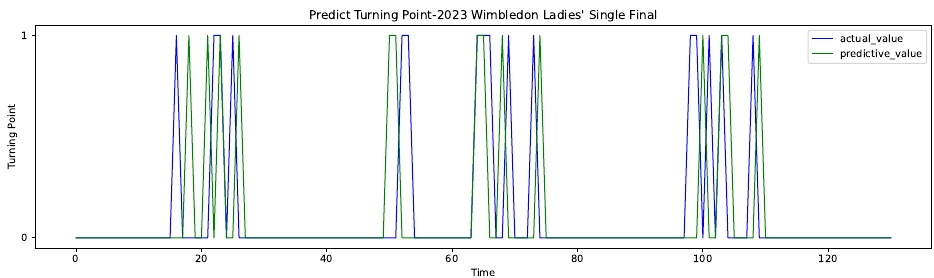 Predict Turning Point-2023 Wimbledon Ladies' Single Final
actual_value
predictive_value
Turning Point
1
0
0 20 40 60 80 100 120
Time